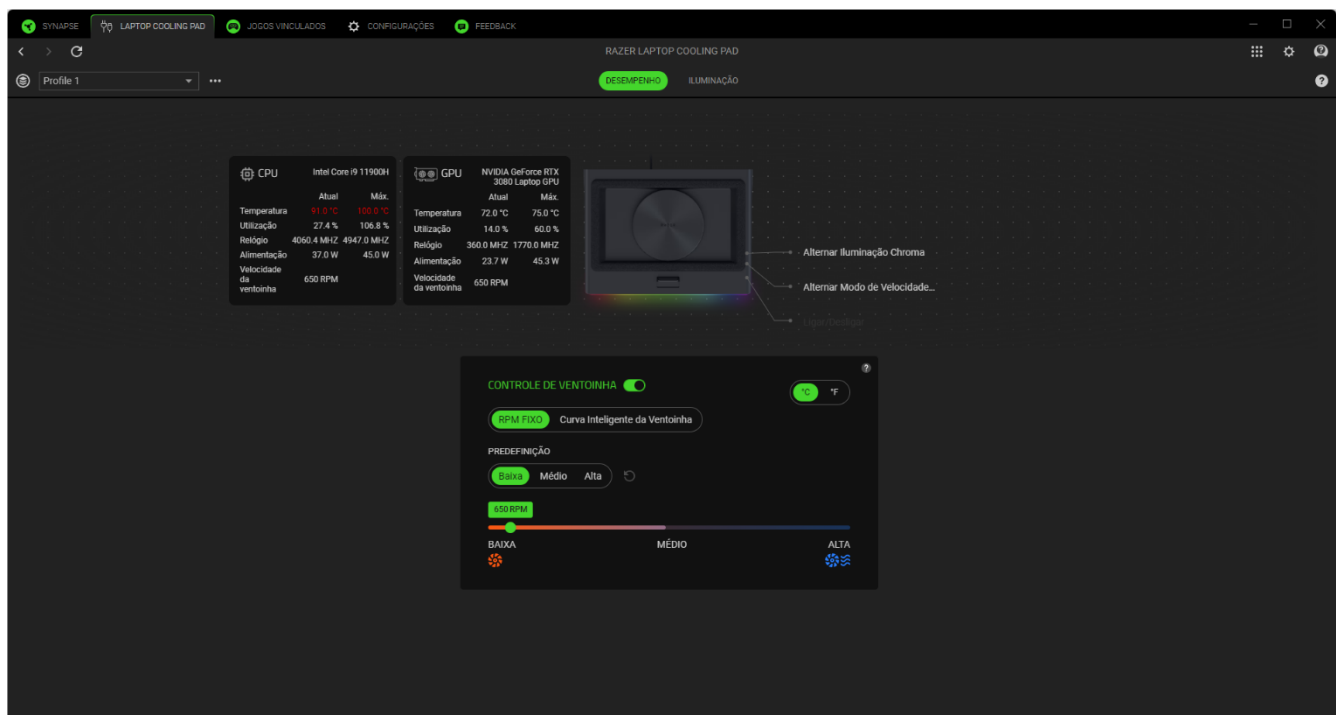 SYNAPSE LAPTOP COOLING PAD JOGOS VINCULADOS CONFIGURAÇÕES FEEDBACK
RAZER LAPTOP COOLING PAD
Profile 1 DESEMPENHO ILUMINAÇÃO
CPU Intel Core i9 11900H
Atual Máx.
Temperatura 91.0 °C 100.0 °C
Utilização 27.4 % 106.8 %
Relógio 4060.4 MHZ 4947.0 MHZ
Alimentação 37.0 W 45.0 W
Velocidade
da
ventoinha
650 RPM
GPU NVIDIA GeForce RTX
3080 Laptop GPU
Atual Máx.
Temperatura 72.0 °C 75.0 °C
Utilização 14.0 % 60.0 %
Relógio 360.0 MHZ 1770.0 MHZ
Alimentação 23.7 W 45.3 W
Velocidade
da ventoinha
650 RPM
Alternar Iluminação Chroma
Alternar Modo de Velocidade...
Ligar/Desligar
CONTROLE DE VENTOINHA
°C °F
RPM FIXO Curva Inteligente da Ventoinha
PREDEFINIÇÃO
Baixa Médio Alta
650 RPM
BAIXA MÉDIO ALTA